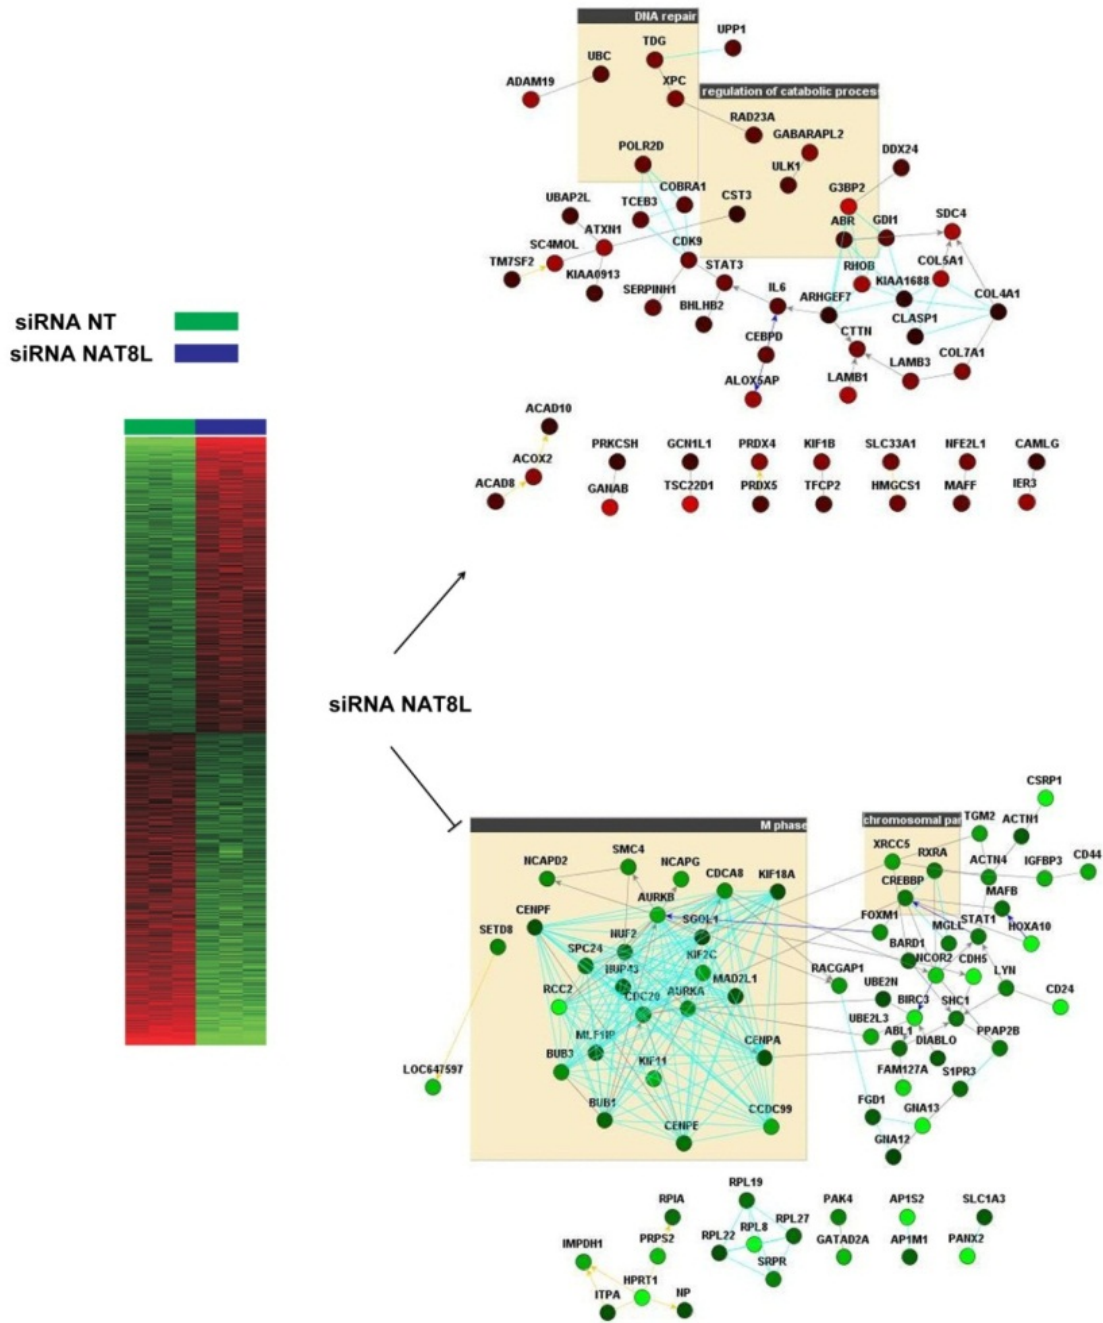 DNA repair
UPP1
TDG
UBC
ADAM19
XPC
regulation of catabolic proces
RAD23A
GABARAPL2
POLR2D
ULK1
DDX24
COBRA1
CST3
G3BP2
UBAP2L
TCEB3
ABR
GDI1
SDC4
ATXN1
SC4MOL
CDK9
TM7SF2
KIAA0913
STAT3
RHOB
COL5A1
KIAA1688
SERPINH1
IL6
ARHGEF7
COL4A1
BHLHB2
CLASP1
CEBPD
CTTN
COL7A1
LAMB3
ALOX5AP
LAMB1
siRNA NT
siRNA NAT8L
ACAD10
ACOX2
ACAD8
PRKCSH
GCN1L1
PRDX4
KIF1B
SLC33A1
NFE2L1
CAMLG
GANAB
TSC22D1
PRDX5
TFCP2
HMGCS1
MAFF
IER3
siRNA NAT8L
M phase
chromosomal par
CSRP1
TGM2
ACTN1
NCAPD2
SMC4
NCAPG
CDCA8
KIF18A
XRCC5
RXRA
ACTN4
IGFBP3
CD44
CREBBP
MAFB
CENPF
AURKB
SGOL1
FOXM1
STAT1
HOXA10
SETD8
NUF2
MGLL
BARD1
SPC24
KIF2C
NUP43
MAD2L1
RACGAP1
NCOR2
CDH5
LYN
RCC2
CDC20
AURKA
UBE2N
BIRC3
SHC1
CD24
UBE2L3
MLF1IP
ABL1
DIABLO
PPAP2B
BUB3
KIF11
CENPA
LOC647597
FAM127A
S1PR3
BUB1
CCDC99
FGD1
GNA13
CENPE
GNA12
RPL19
RPIA
PAK4
AP1S2
SLC1A3
RPL8
RPL27
IMPDH1
PRPS2
RPL22
GATAD2A
AP1M1
PANX2
SRPR
HPRT1
ITPA
NP